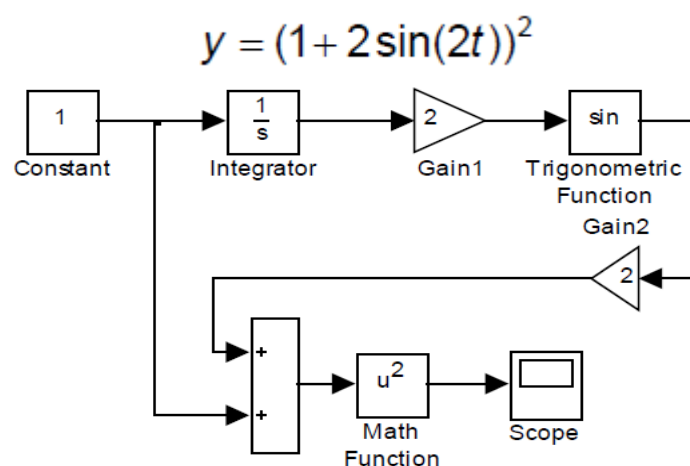 y = (1+ 2sin(2t))²
1
1/s
2
sin
Constant
Integrator
Gain1
Trigonometric
Function
Gain2
2
+
u²
+
Math
Function
Scope